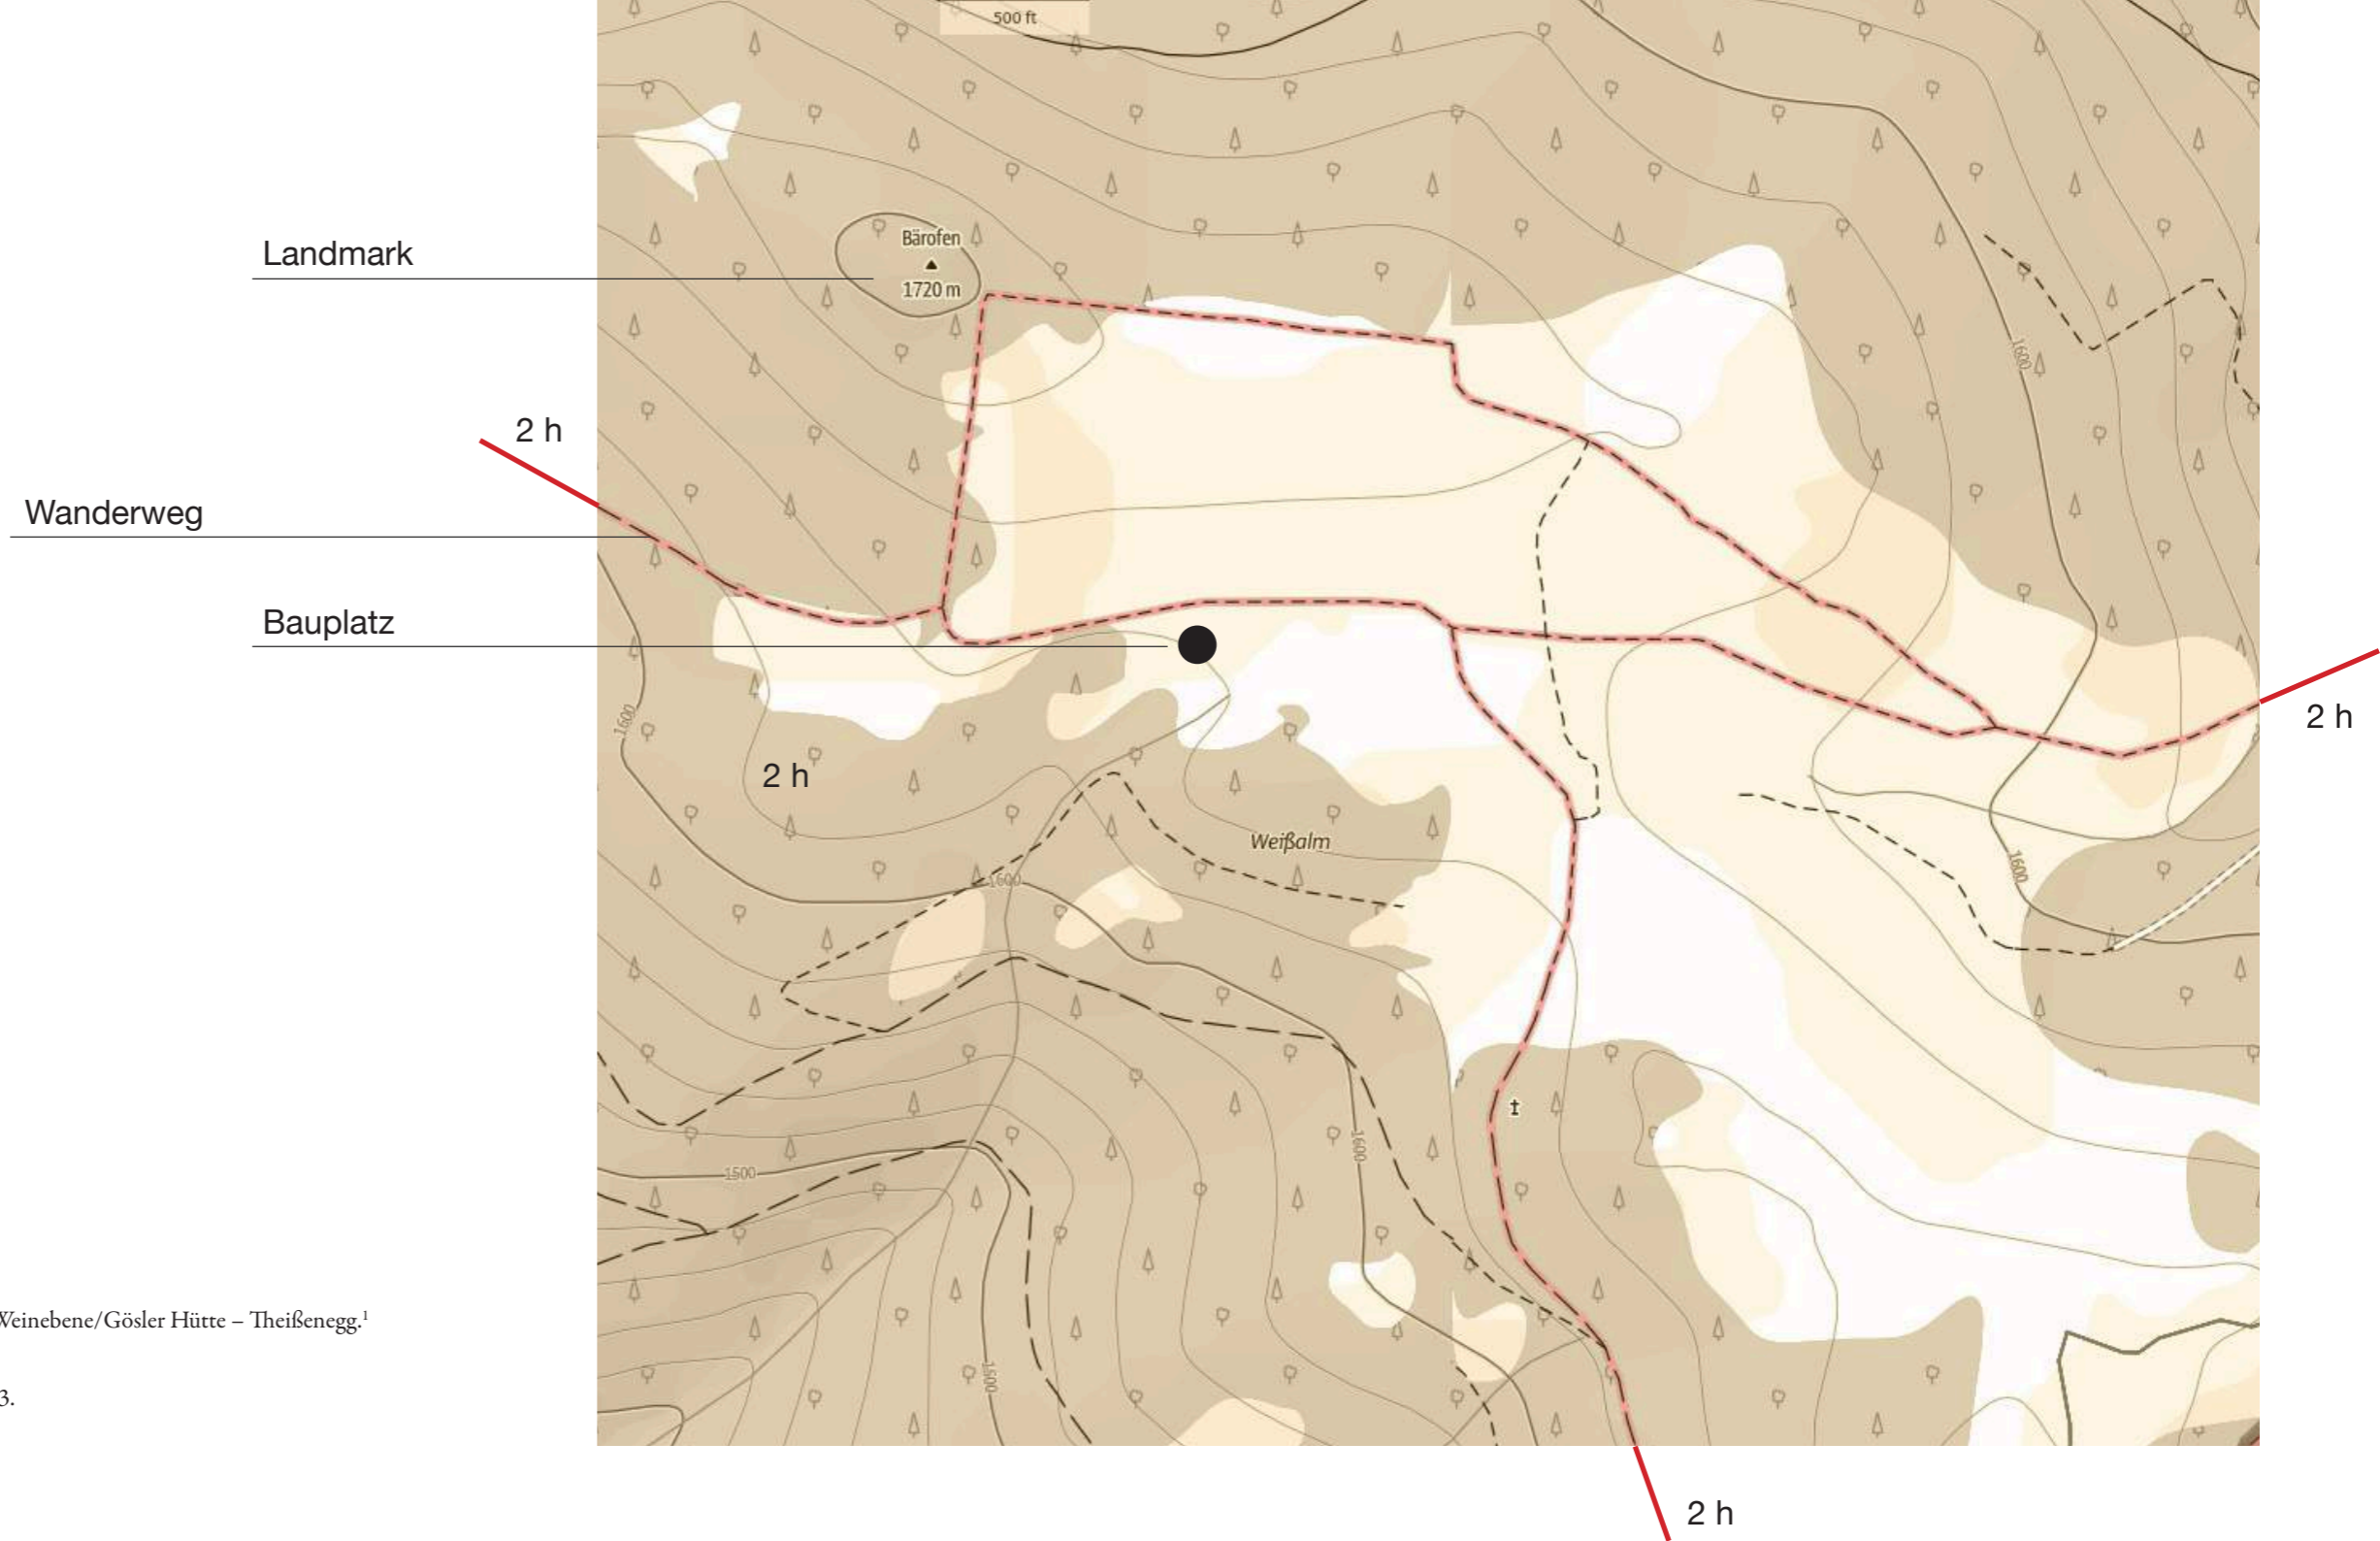 500 ft
Landmark
Bärofen
1720 m
1600
2 h
Wanderweg
Bauplatz
2 h
1600
2 h
Weißalm
1600
1600
1600
1500
Weinebene/Gösler Hütte – Theißenegg.¹
1500
3.
2 h